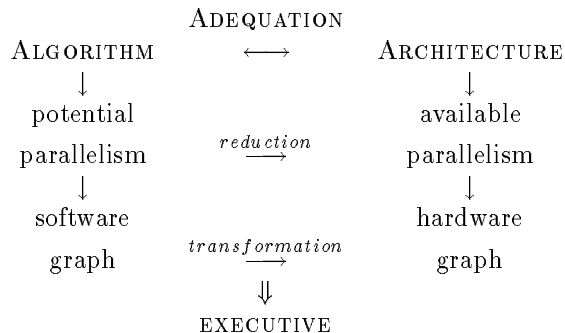 ADEQUATION
ALGORITHM ←→ ARCHITECTURE
↓ ↓
potential available
reduction
parallelism → parallelism
↓ ↓
software hardware
transformation
graph → graph
⇓
EXECUTIVE